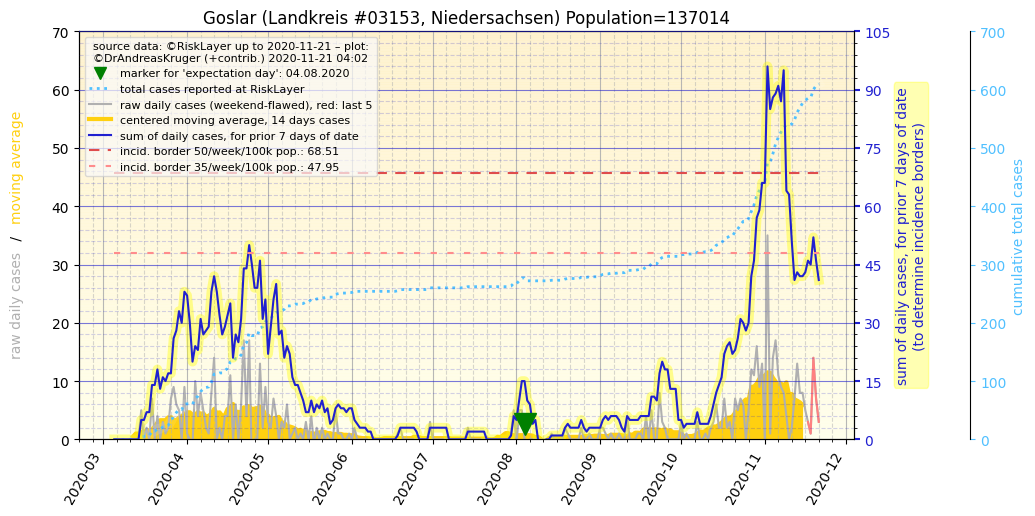 Goslar (Landkreis #03153, Niedersachsen) Population=137014
source data: ©RiskLayer up to 2020-11-21 – plot:
©DrAndreasKruger (+contrib.) 2020-11-21 04:02
marker for 'expectation day': 04.08.2020
total cases reported at RiskLayer
raw daily cases (weekend-flawed), red: last 5
centered moving average, 14 days cases
sum of daily cases, for prior 7 days of date
incid. border 50/week/100k pop.: 68.51
incid. border 35/week/100k pop.: 47.95
raw daily cases / moving average
70
60
50
40
30
20
10
0
2020-03
2020-04
2020-05
2020-06
2020-07
2020-08
2020-09
2020-10
2020-11
2020-12
105
90
75
60
45
30
15
0
sum of daily cases, for prior 7 days of date
(to determine incidence borders)
700
600
500
400
300
200
100
0
cumulative total cases